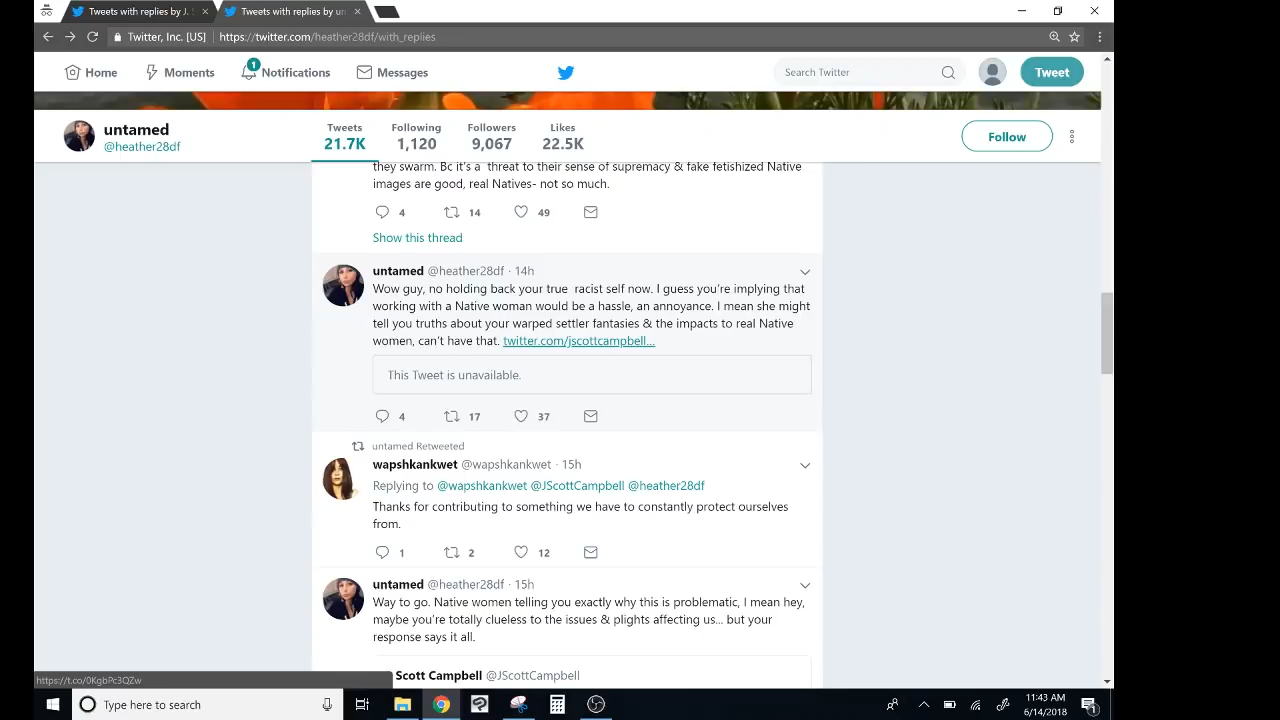 Tweets with replies by J. S
Tweets with replies by un
Twitter, Inc. [US] https://twitter.com/heather28df/with_replies
Home
Moments
1
Notifications
Messages
Search Twitter
Tweet
untamed
@heather28df
Tweets
21.7K
Following
1,120
Followers
9,067
Likes
22.5K
Follow
they swarm. Bc it's a threat to their sense of supremacy & fake fetishized Native
images are good, real Natives- not so much.
4 14 49
Show this thread
untamed @heather28df · 14h
Wow guy, no holding back your true racist self now. I guess you're implying that
working with a Native woman would be a hassle, an annoyance. I mean she might
tell you truths about your warped settler fantasies & the impacts to real Native
women, can't have that. twitter.com/jscottcampbell...
This Tweet is unavailable.
4 17 37
untamed Retweeted
wapshkankwet @wapshkankwet · 15h
Replying to @wapshkankwet @JScottCampbell @heather28df
Thanks for contributing to something we have to constantly protect ourselves
from.
1 2 12
untamed @heather28df · 15h
Way to go. Native women telling you exactly why this is problematic, I mean hey,
maybe you're totally clueless to the issues & plights affecting us... but your
response says it all.
Scott Campbell @JScottCampbell
https://t.co/0KgbPc3QZw
Type here to search
11:43 AM
6/14/2018
1